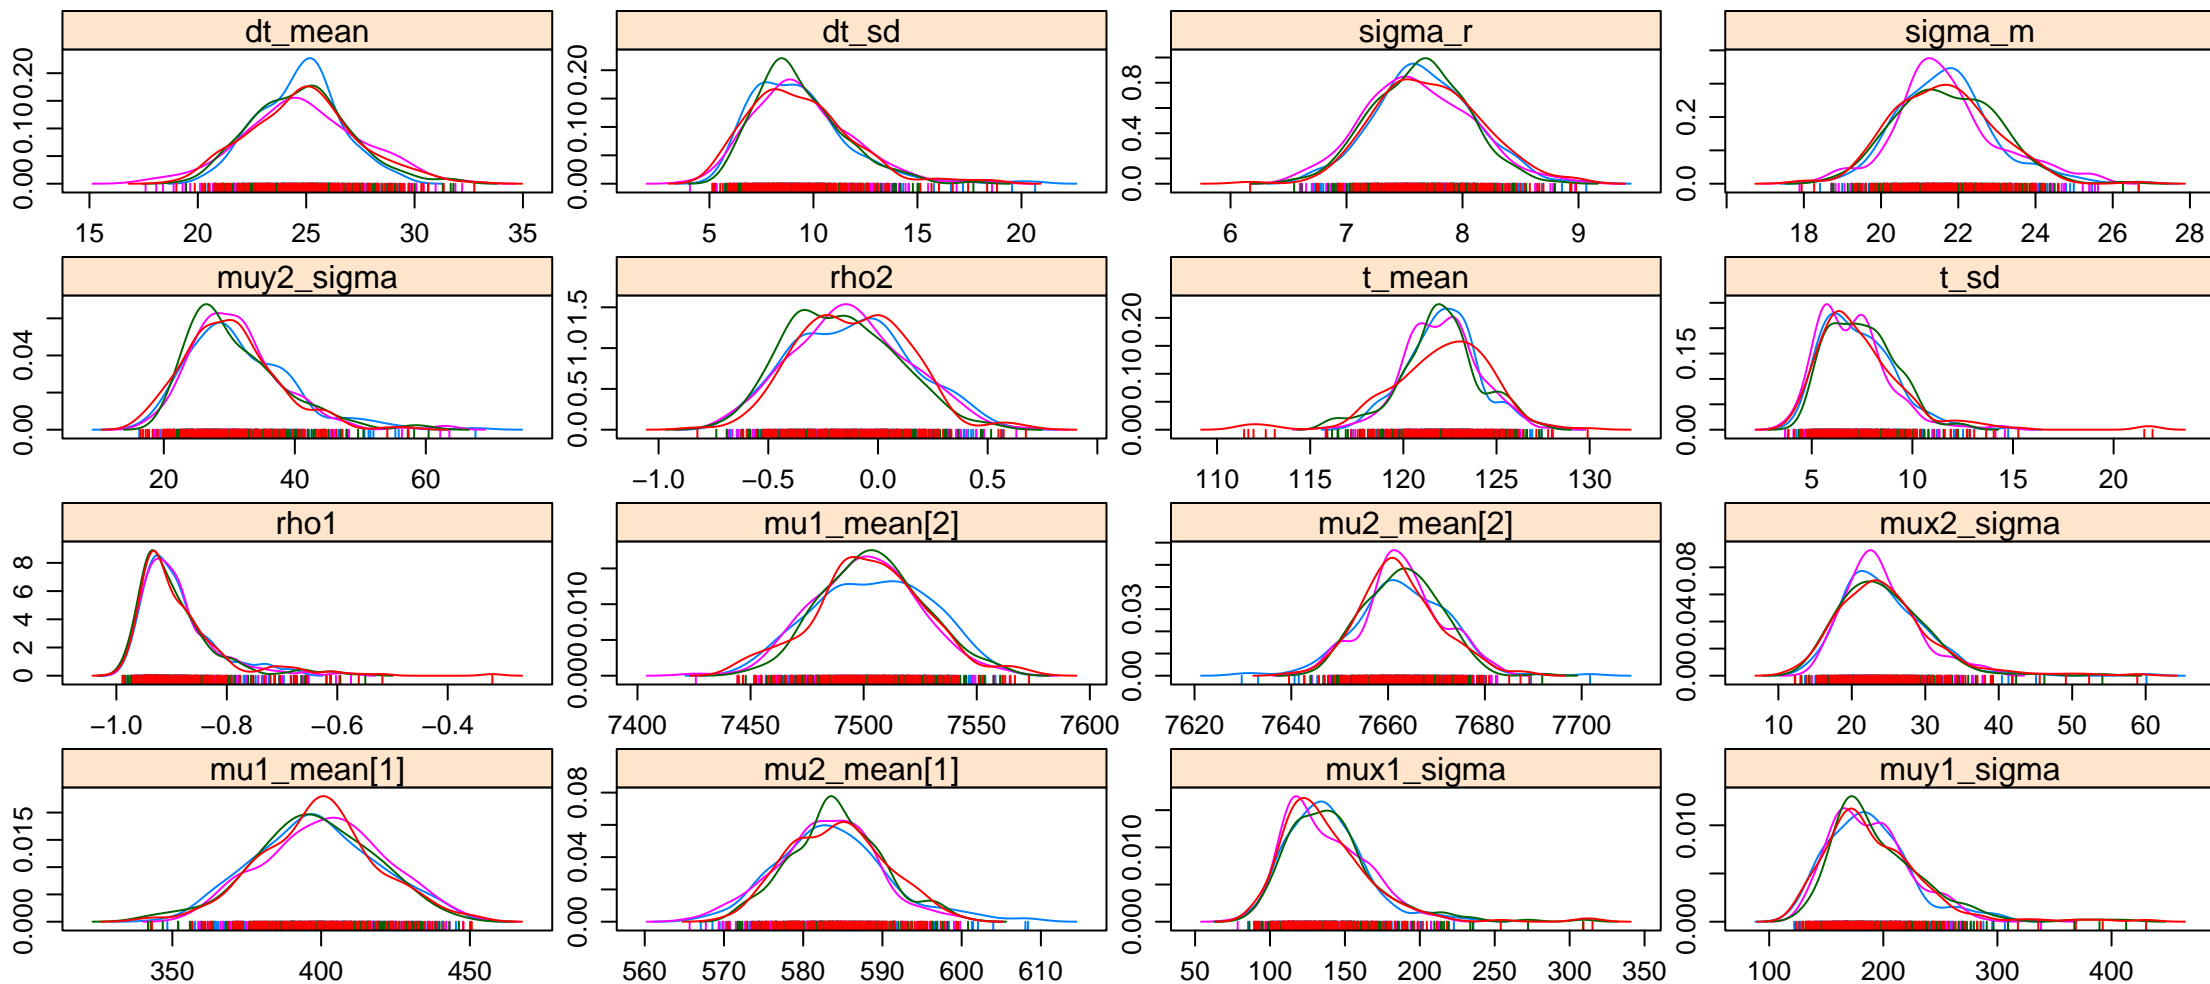 dt_mean dt_sd sigma_r sigma_m
0.00 0.10 0.20 0.00 0.10 0.20 0.0 0.4 0.8 0.0 0.2
15 20 25 30 35 5 10 15 20 6 7 8 9 18 20 22 24 26 28
muy2_sigma rho2 t_mean t_sd
0.00 0.04 0.0 0.5 1.0 1.5 0.00 0.10 0.20 0.00 0.15
20 40 60 −1.0 −0.5 0.0 0.5 110 115 120 125 130 5 10 15 20
rho1 mu1_mean[2] mu2_mean[2] mux2_sigma
0 2 4 6 8 0.000 0.010 0.00 0.03 0.00 0.04 0.08
−1.0 −0.8 −0.6 −0.4 7400 7450 7500 7550 7600 7620 7640 7660 7680 7700 10 20 30 40 50 60
mu1_mean[1] mu2_mean[1] mux1_sigma muy1_sigma
0.000 0.015 0.00 0.04 0.08 0.000 0.010 0.000 0.010
350 400 450 560 570 580 590 600 610 50 100 150 200 250 300 350 100 200 300 400